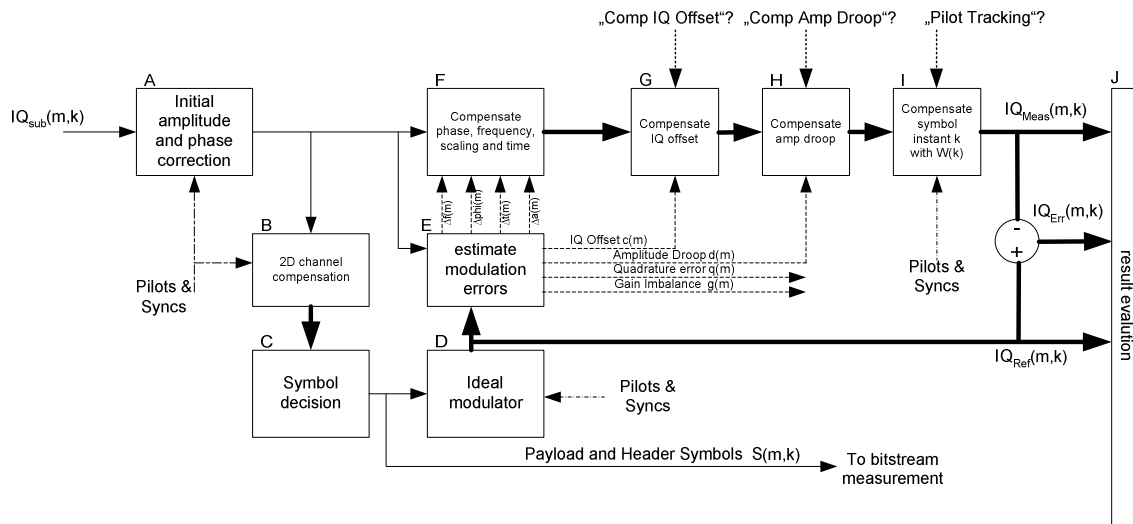 „Comp IQ Offset“?
„Comp Amp Droop“?
„Pilot Tracking“?
A
F
G
H
I
J
IQsub(m,k)
Initial
amplitude
and phase
correction
Compensate
phase, frequency,
scaling and time
Compensate
IQ offset
Compensate
amp droop
Compensate
symbol
instant k
with W(k)
IQMeas(m,k)
Δf(m)
Δphi(m)
Δt(m)
Δa(m)
B
E
2D channel
compensation
estimate
modulation
errors
IQ Offset c(m)
Amplitude Droop d(m)
Quadrature error q(m)
Gain Imbalance g(m)
-
+
IQErr(m,k)
Pilots &
Syncs
Pilots &
Syncs
result evalution
C
D
Symbol
decision
Ideal
modulator
Pilots &
Syncs
IQRef(m,k)
Payload and Header Symbols S(m,k)
To bitstream
measurement